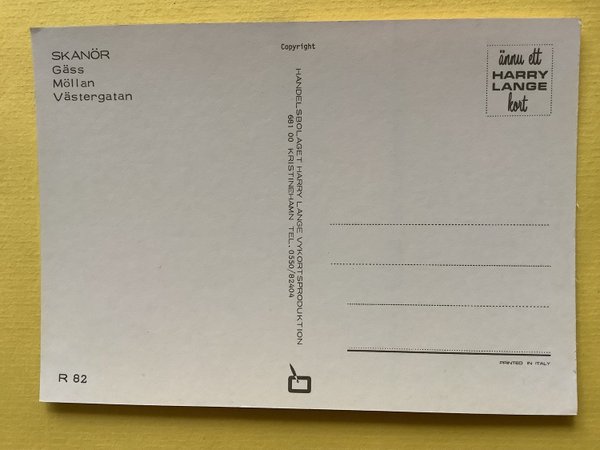 SKANÖR
Gäss
Möllan
Västergatan
Copyright
HANDELSBOLAGET HARRY LANGE VYKORTSPRODUKTION
681 00 KRISTINEHAMN TEL. 0550/82404
ännu ett
HARRY
LANGE
kort
PRINTED IN ITALY
R 82